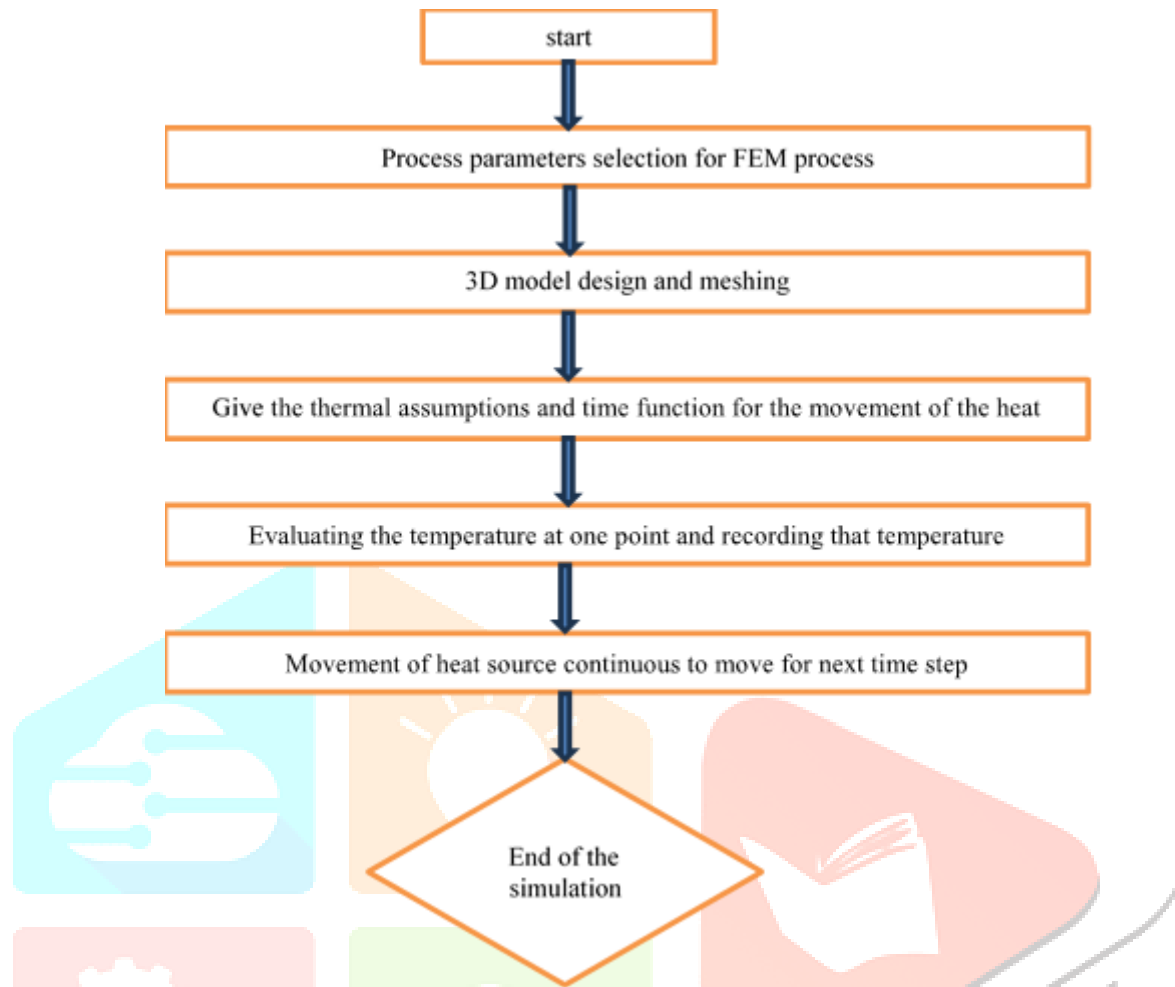 start
Process parameters selection for FEM process
3D model design and meshing
Give the thermal assumptions and time function for the movement of the heat
Evaluating the temperature at one point and recording that temperature
Movement of heat source continuous to move for next time step
End of the
simulation